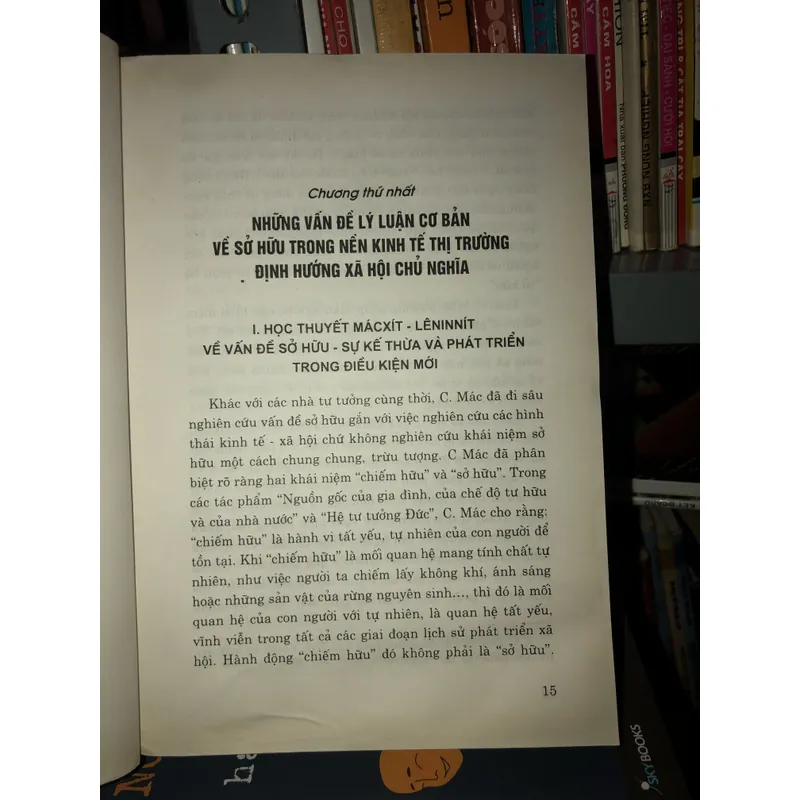 Chương thứ nhất
NHỮNG VẤN ĐỀ LÝ LUẬN CƠ BẢN
VỀ SỞ HỮU TRONG NỀN KINH TẾ THỊ TRƯỜNG
ĐỊNH HƯỚNG XÃ HỘI CHỦ NGHĨA
I. HỌC THUYẾT MÁCXÍT - LÊNINNÍT
VỀ VẤN ĐỀ SỞ HỮU - SỰ KẾ THỪA VÀ PHÁT TRIỂN
TRONG ĐIỀU KIỆN MỚI
Khác với các nhà tư tưởng cùng thời, C. Mác đã đi sâu
nghiên cứu vấn đề sở hữu gắn với việc nghiên cứu các hình
thái kinh tế - xã hội chứ không nghiên cứu khái niệm sở
hữu một cách chung chung, trừu tượng. C Mác đã phân
biệt rõ ràng hai khái niệm “chiếm hữu” và “sở hữu”. Trong
các tác phẩm “Nguồn gốc của gia đình, của chế độ tư hữu
và của nhà nước” và “Hệ tư tưởng Đức”, C. Mác cho rằng:
“chiếm hữu” là hành vi tất yếu, tự nhiên của con người để
tồn tại. Khi “chiếm hữu” là mối quan hệ mang tính chất tự
nhiên, như việc người ta chiếm lấy không khí, ánh sáng
hoặc những sản vật của rừng nguyên sinh..., thì đó là mối
quan hệ của con người với tự nhiên, là quan hệ tất yếu,
vĩnh viễn trong tất cả các giai đoạn lịch sử phát triển xã
hội. Hành động “chiếm hữu” đó không phải là “sở hữu”.
15
CHO
CẨM HOA
Nhà xuất bản PHƯƠNG ĐÔNG
SKYBOOKS